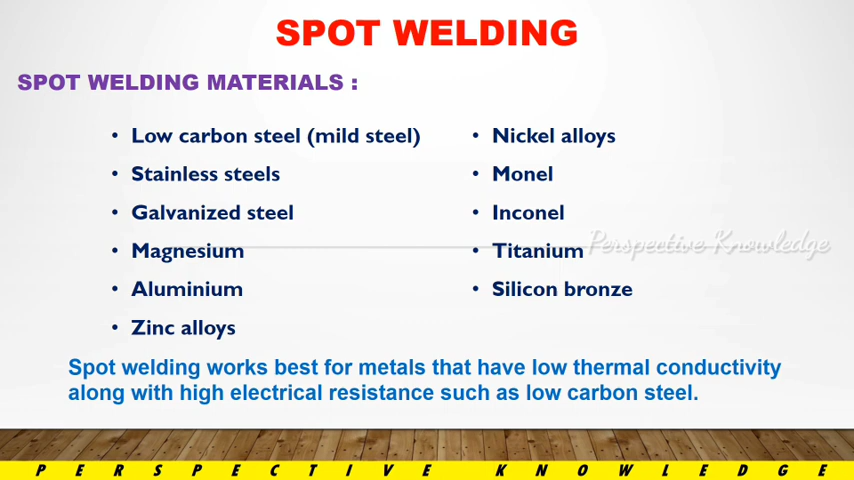 SPOT WELDING
SPOT WELDING MATERIALS :
• Low carbon steel (mild steel)
• Stainless steels
• Galvanized steel
• Magnesium
• Aluminium
• Zinc alloys
• Nickel alloys
• Monel
• Inconel
• Titanium
• Silicon bronze
Perspective Knowledge
Spot welding works best for metals that have low thermal conductivity
along with high electrical resistance such as low carbon steel.
PERSPECTIVE KNOWLEDGE